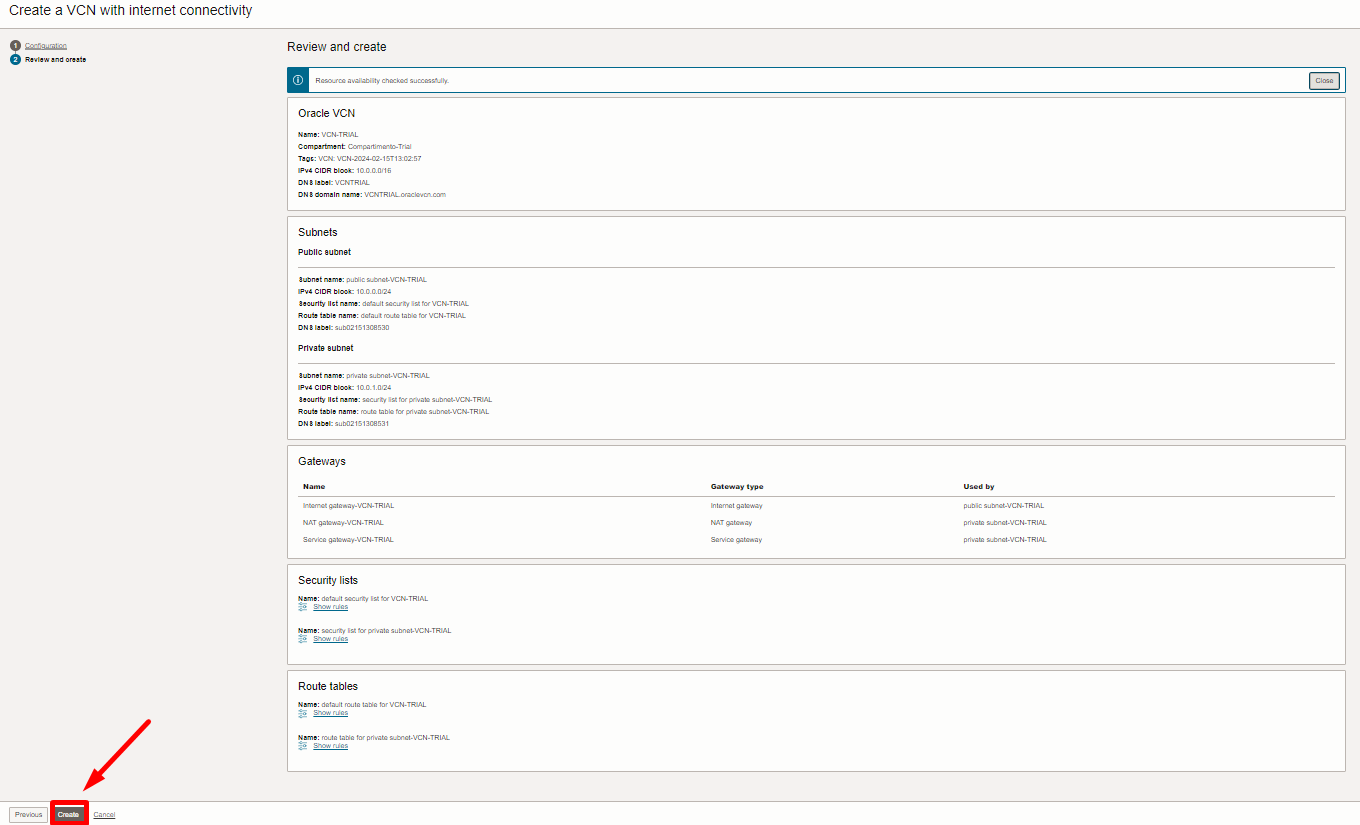 Create a VCN with internet connectivity
1 Configuration
2 Review and create
Review and create
Resource availability checked successfully.
Close
Oracle VCN
Name: VCN-TRIAL
Compartment: Compartimento-Trial
Tags: VCN: VCN-2024-02-15T13:02:57
IPv4 CIDR block: 10.0.0.0/16
DNS label: VCNTRIAL
DNS domain name: VCNTRIAL.oraclevcn.com
Subnets
Public subnet
Subnet name: public subnet-VCN-TRIAL
IPv4 CIDR block: 10.0.0.0/24
Security list name: default security list for VCN-TRIAL
Route table name: default route table for VCN-TRIAL
DNS label: sub02151308530
Private subnet
Subnet name: private subnet-VCN-TRIAL
IPv4 CIDR block: 10.0.1.0/24
Security list name: security list for private subnet-VCN-TRIAL
Route table name: route table for private subnet-VCN-TRIAL
DNS label: sub02151308531
Gateways
Name Gateway type Used by
Internet gateway-VCN-TRIAL Internet gateway public subnet-VCN-TRIAL
NAT gateway-VCN-TRIAL NAT gateway private subnet-VCN-TRIAL
Service gateway-VCN-TRIAL Service gateway private subnet-VCN-TRIAL
Security lists
Name: default security list for VCN-TRIAL
Show rules
Name: security list for private subnet-VCN-TRIAL
Show rules
Route tables
Name: default route table for VCN-TRIAL
Show rules
Name: route table for private subnet-VCN-TRIAL
Show rules
Previous Create Cancel